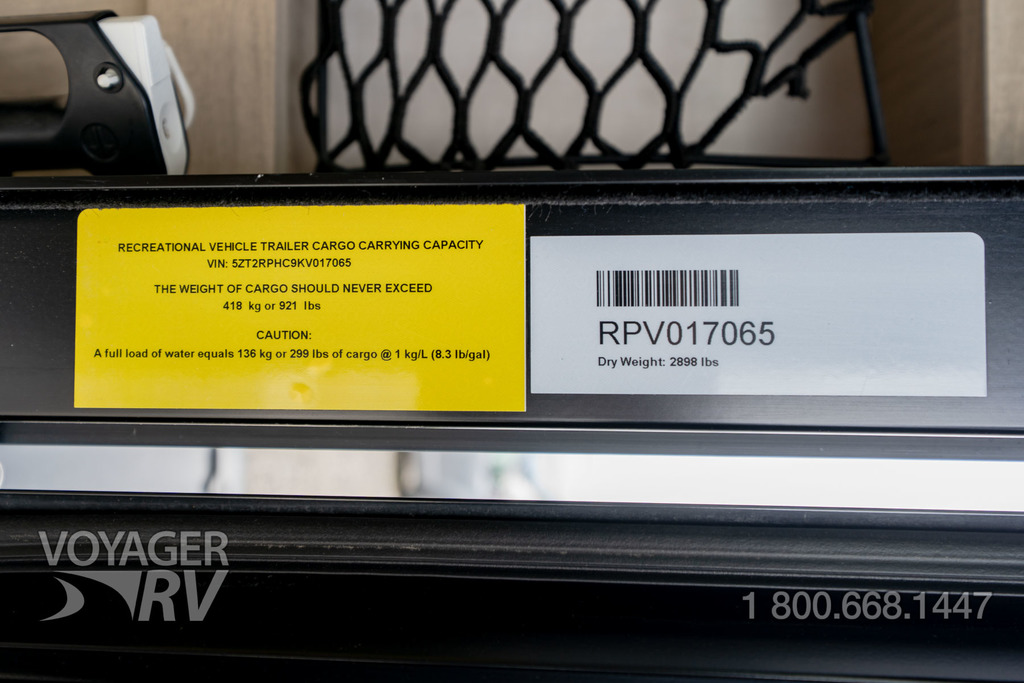 RECREATIONAL VEHICLE TRAILER CARGO CARRYING CAPACITY
VIN: 5ZT2RPHC9KV017065
THE WEIGHT OF CARGO SHOULD NEVER EXCEED
418 kg or 921 lbs
CAUTION:
A full load of water equals 136 kg or 299 lbs of cargo @ 1 kg/L (8.3 lb/gal)
RPV017065
Dry Weight: 2898 lbs
VOYAGER
RV
1 800.668.1447